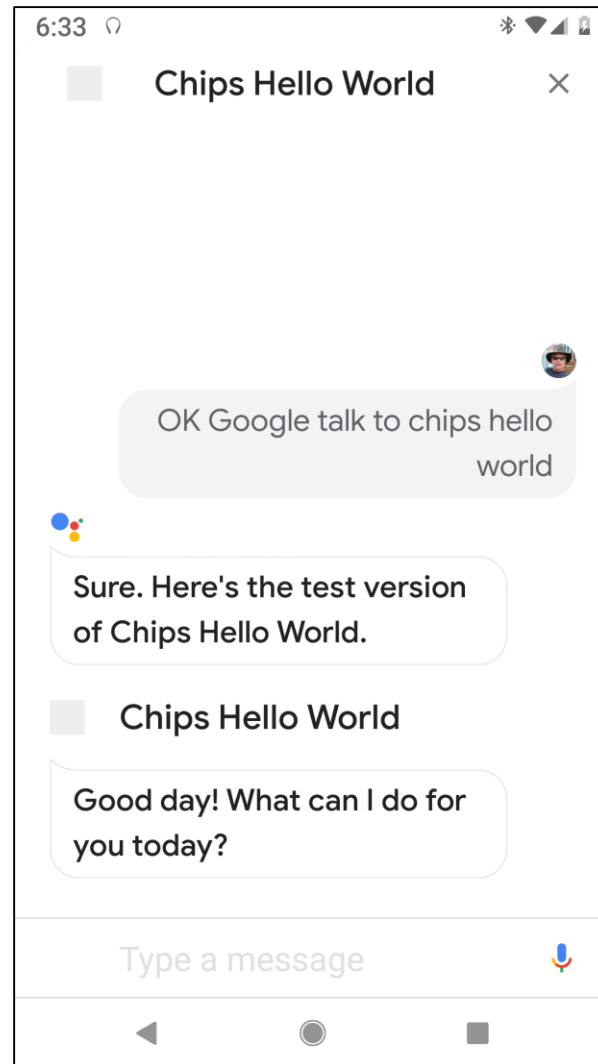 6:33
Chips Hello World
OK Google talk to chips hello
world
Sure. Here's the test version
of Chips Hello World.
Chips Hello World
Good day! What can I do for
you today?
Type a message